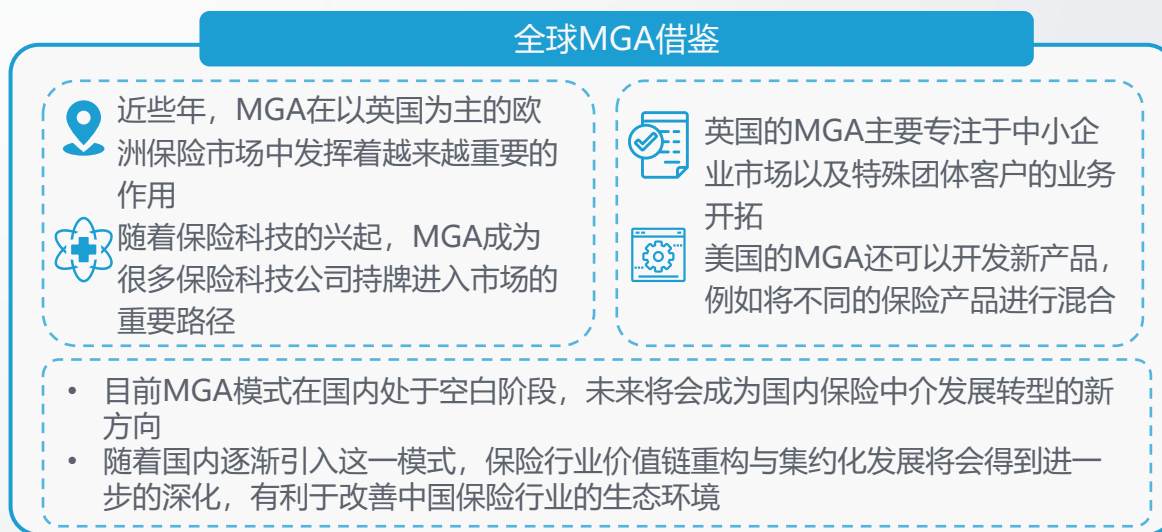 全球MGA借鉴
近些年，MGA在以英国为主的欧
洲保险市场中发挥着越来越重要的
作用
随着保险科技的兴起，MGA成为
很多保险科技公司持牌进入市场的
重要路径
英国的MGA主要专注于中小企
业市场以及特殊团体客户的业务
开拓
美国的MGA还可以开发新产品，
例如将不同的保险产品进行混合
• 目前MGA模式在国内处于空白阶段，未来将会成为国内保险中介发展转型的新
方向
• 随着国内逐渐引入这一模式，保险行业价值链重构与集约化发展将会得到进一
步的深化，有利于改善中国保险行业的生态环境